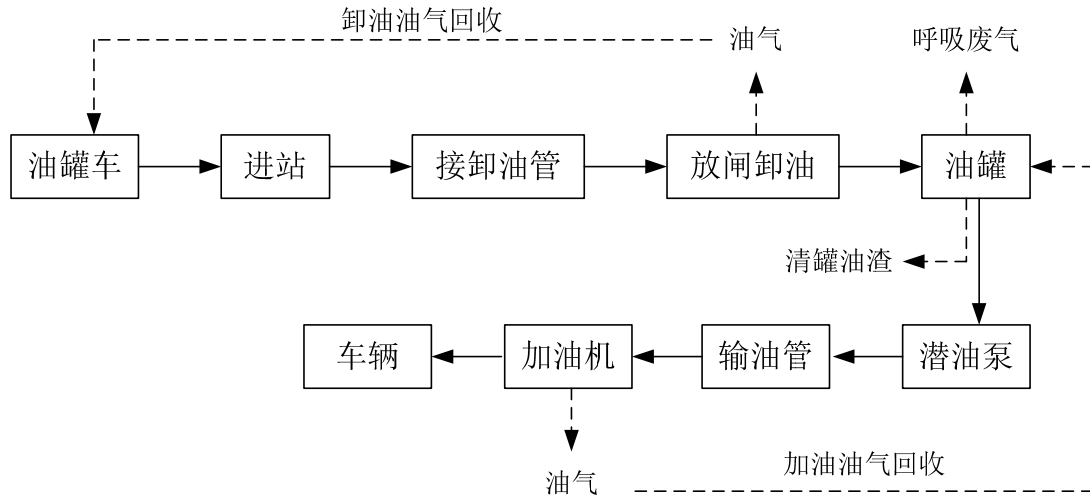 卸油油气回收
油气
呼吸废气
油罐车
进站
接卸油管
放闸卸油
油罐
清罐油渣
车辆
加油机
输油管
潜油泵
油气
加油油气回收